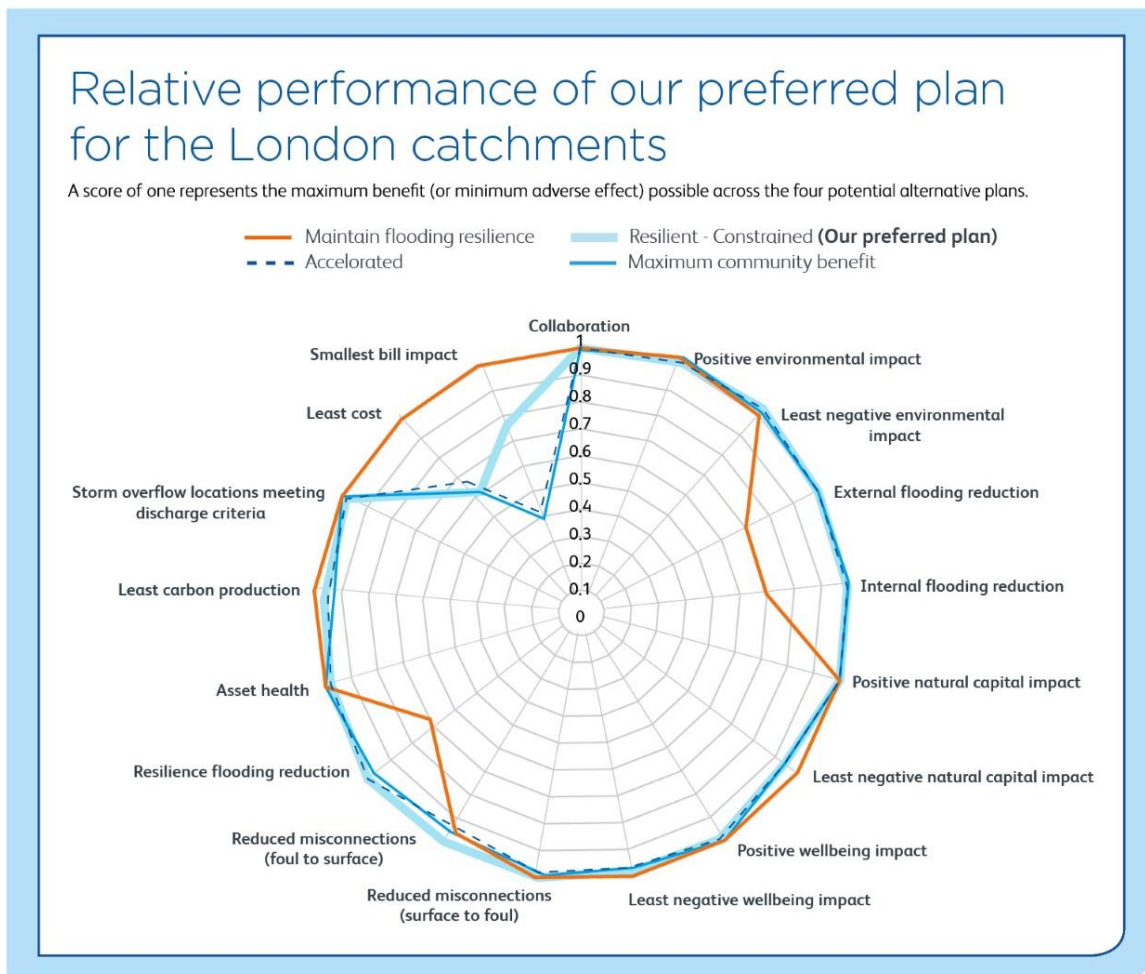 Relative performance of our preferred plan
for the London catchments
A score of one represents the maximum benefit (or minimum adverse effect) possible across the four potential alternative plans.
Maintain flooding resilience
Resilient - Constrained (Our preferred plan)
Accelorated
Maximum community benefit
Collaboration
Positive environmental impact
Least negative environmental
impact
External flooding reduction
Internal flooding reduction
Positive natural capital impact
Least negative natural capital impact
Positive wellbeing impact
Least negative wellbeing impact
Reduced misconnections
(surface to foul)
Reduced misconnections
(foul to surface)
Resilience flooding reduction
Asset health
Least carbon production
Storm overflow locations meeting
discharge criteria
Least cost
Smallest bill impact
1
0.9
0.8
0.7
0.6
0.5
0.4
0.3
0.2
0.1
0